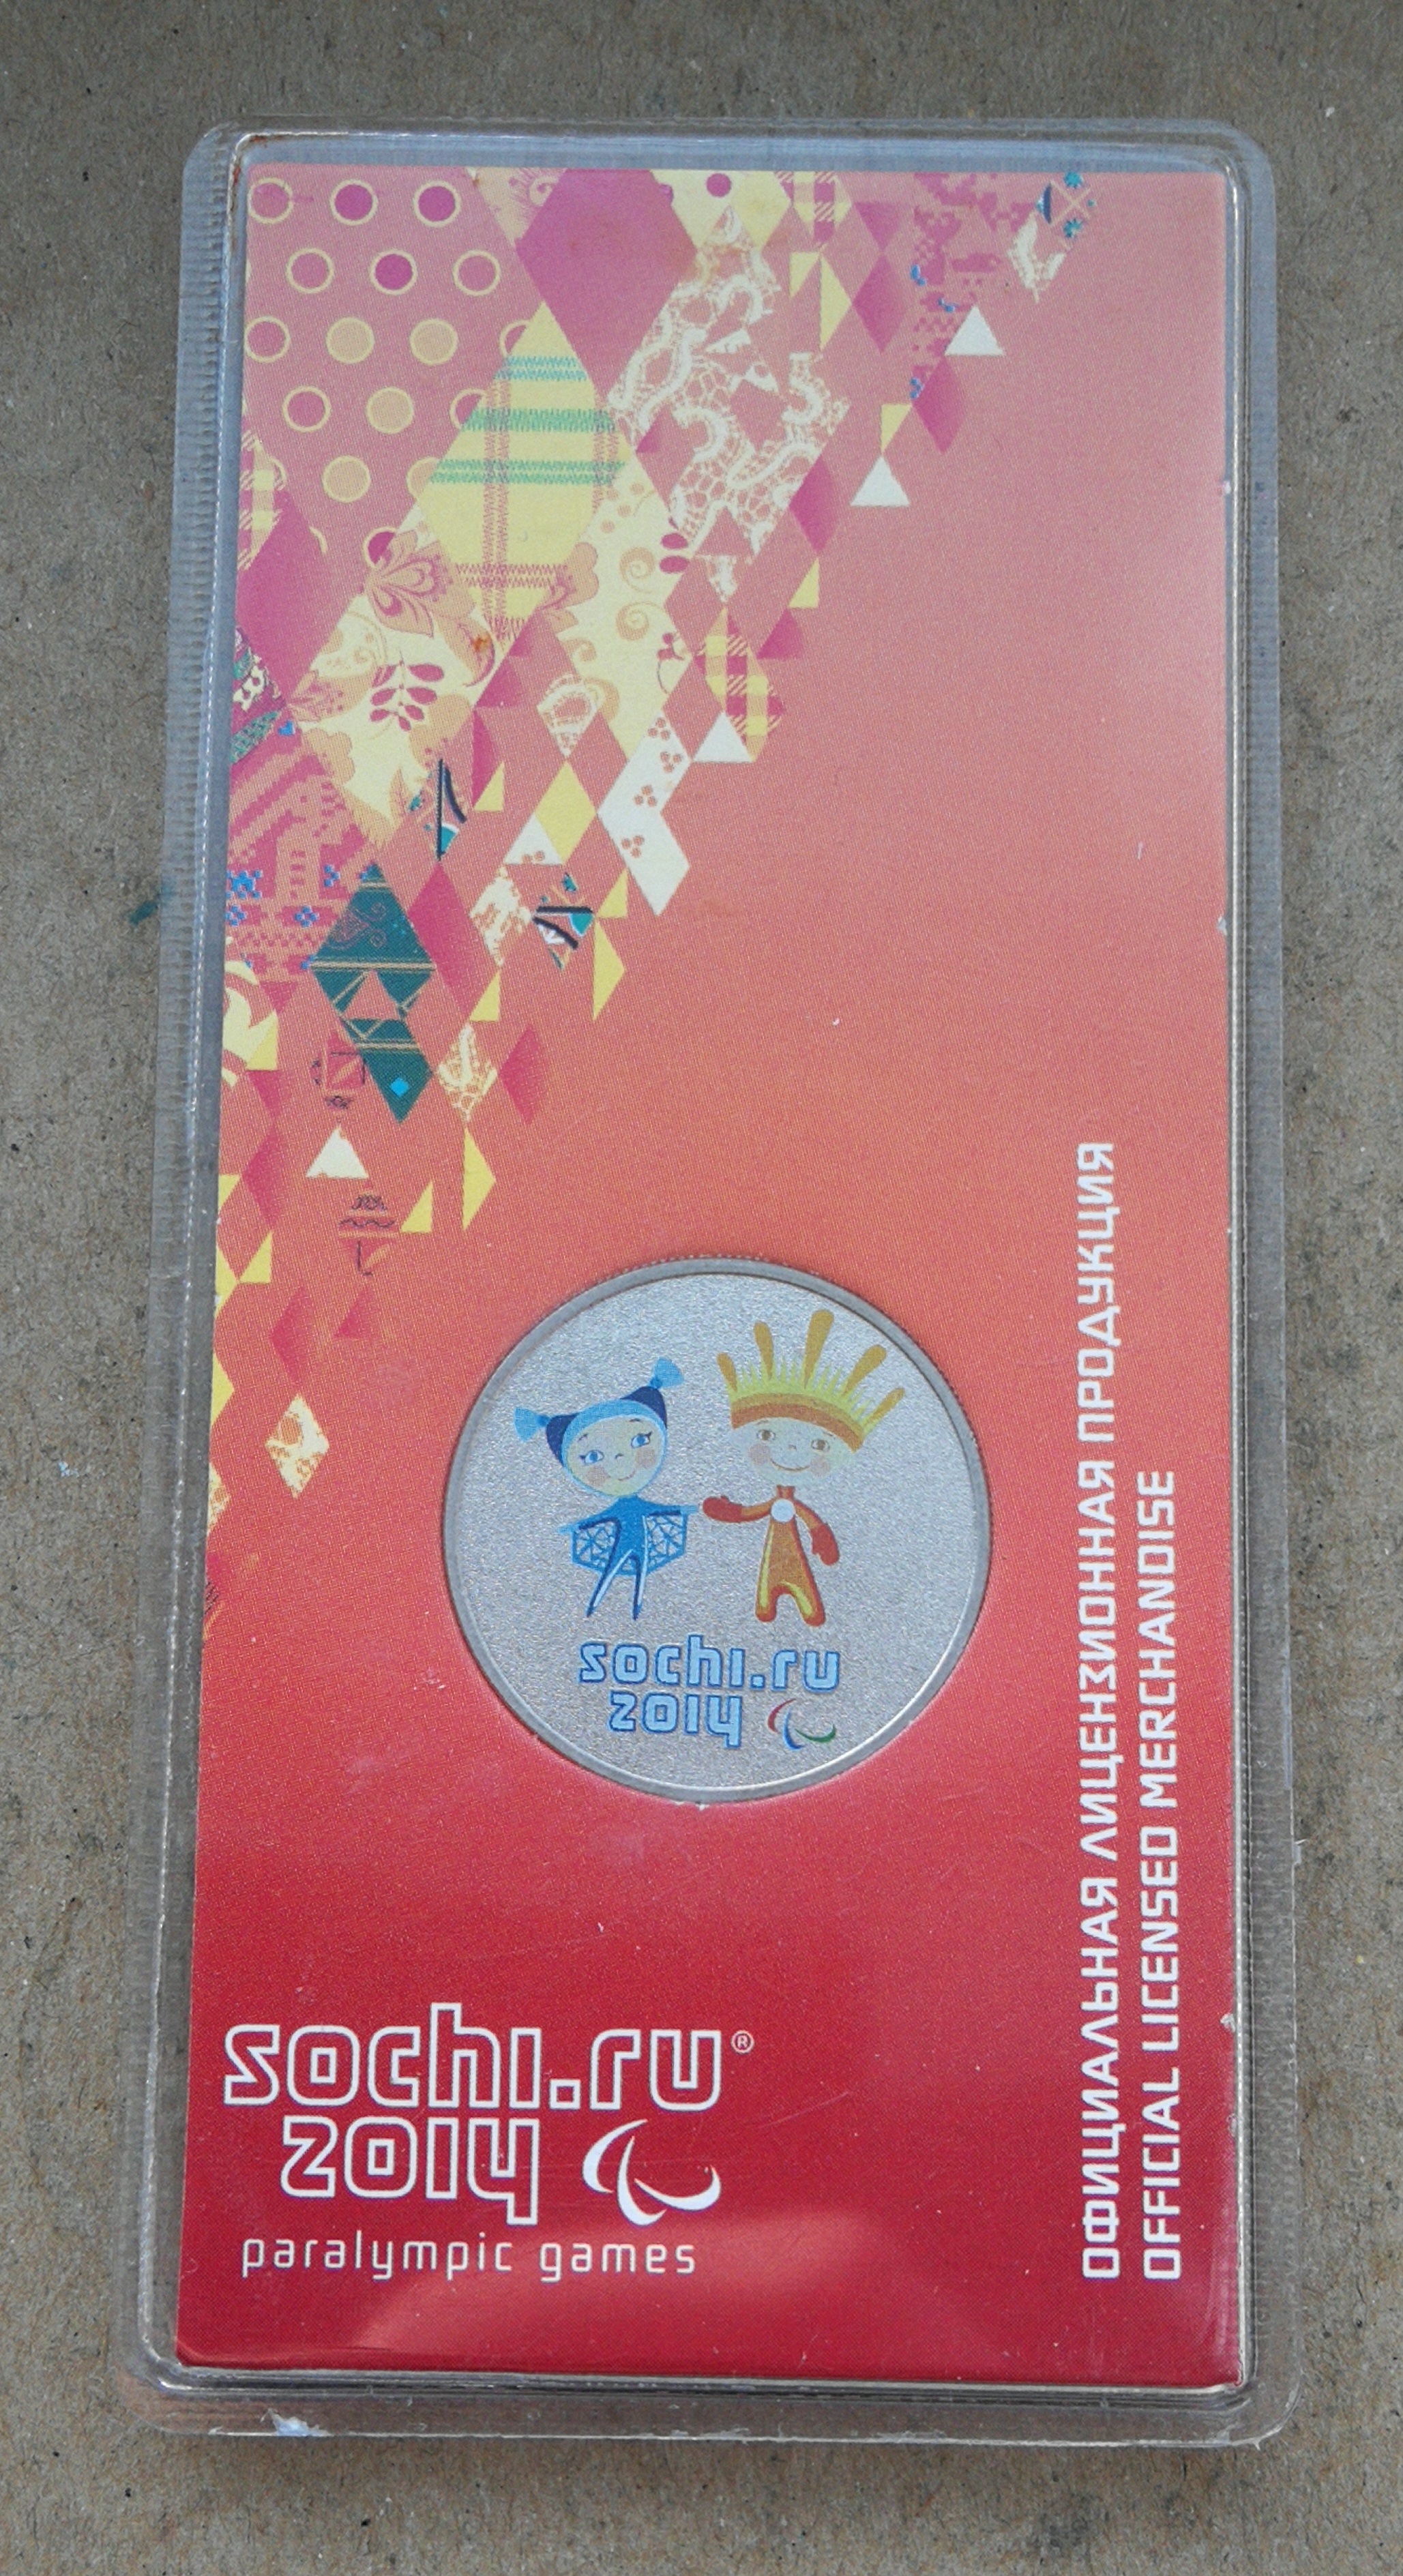 sochi.ru
2014
sochi.ru®
2014
paralympic games
ОФИЦИАЛЬНАЯ ЛИЦЕНЗИОННАЯ ПРОДУКЦИЯ
OFFICIAL LICENSED MERCHANDISE